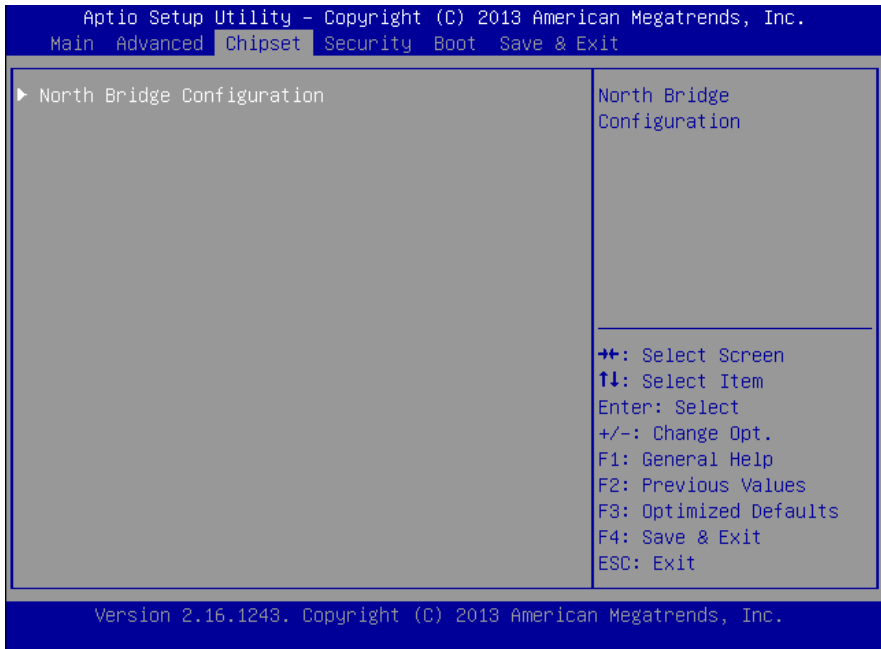 Aptio Setup Utility – Copyright (C) 2013 American Megatrends, Inc.
Main Advanced Chipset Security Boot Save & Exit
▶ North Bridge Configuration
North Bridge
Configuration
→←: Select Screen
↑↓: Select Item
Enter: Select
+/-: Change Opt.
F1: General Help
F2: Previous Values
F3: Optimized Defaults
F4: Save & Exit
ESC: Exit
Version 2.16.1243. Copyright (C) 2013 American Megatrends, Inc.